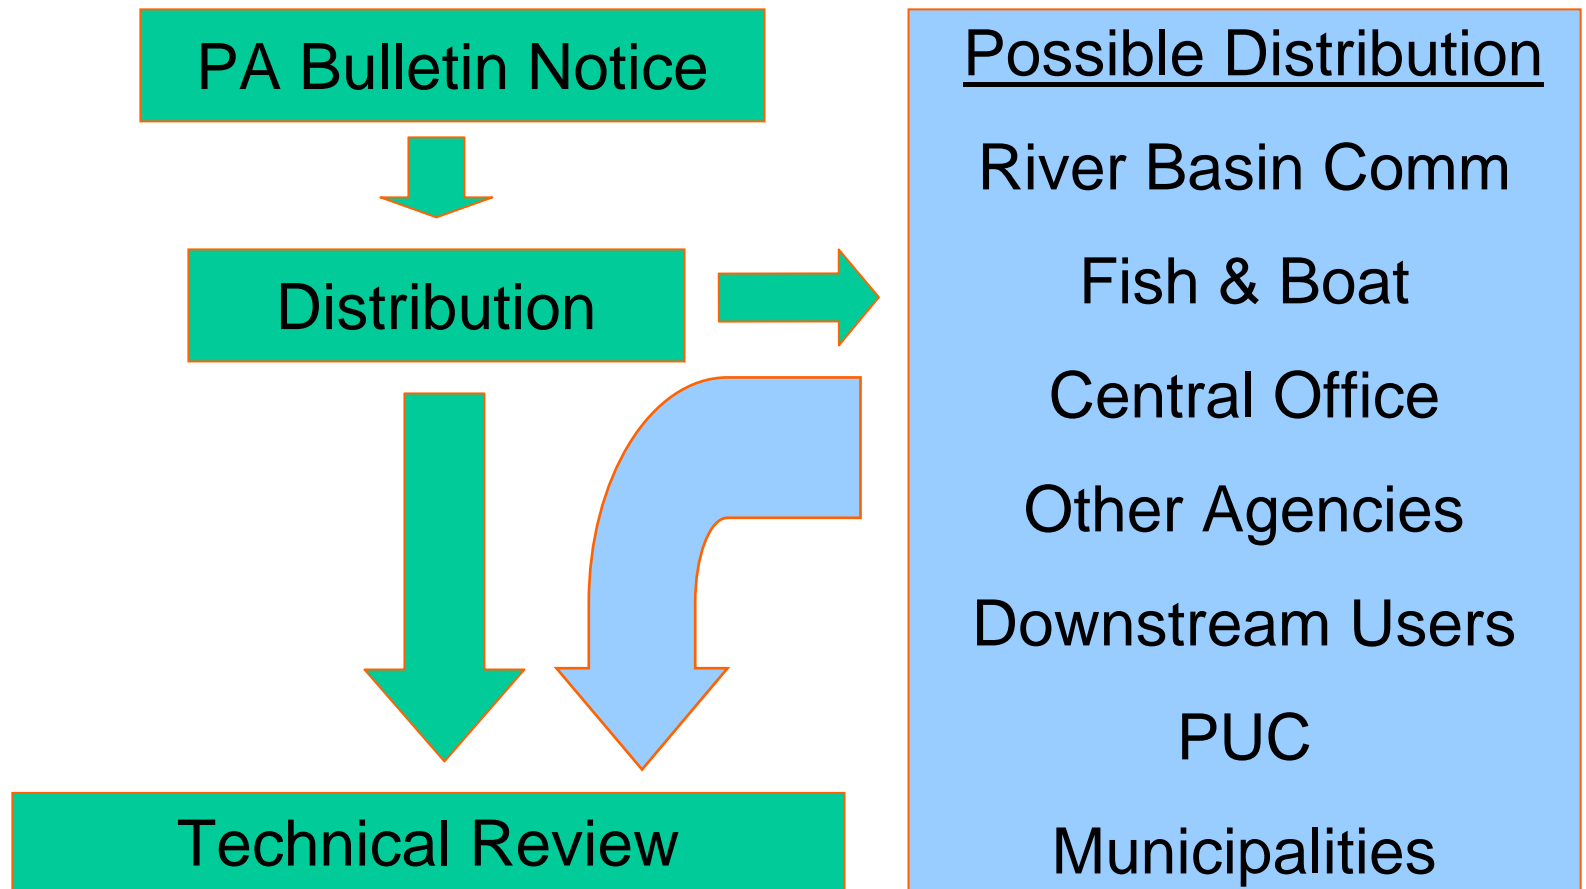 PA Bulletin Notice
Distribution
Technical Review
Possible Distribution
River Basin Comm
Fish & Boat
Central Office
Other Agencies
Downstream Users
PUC
Municipalities